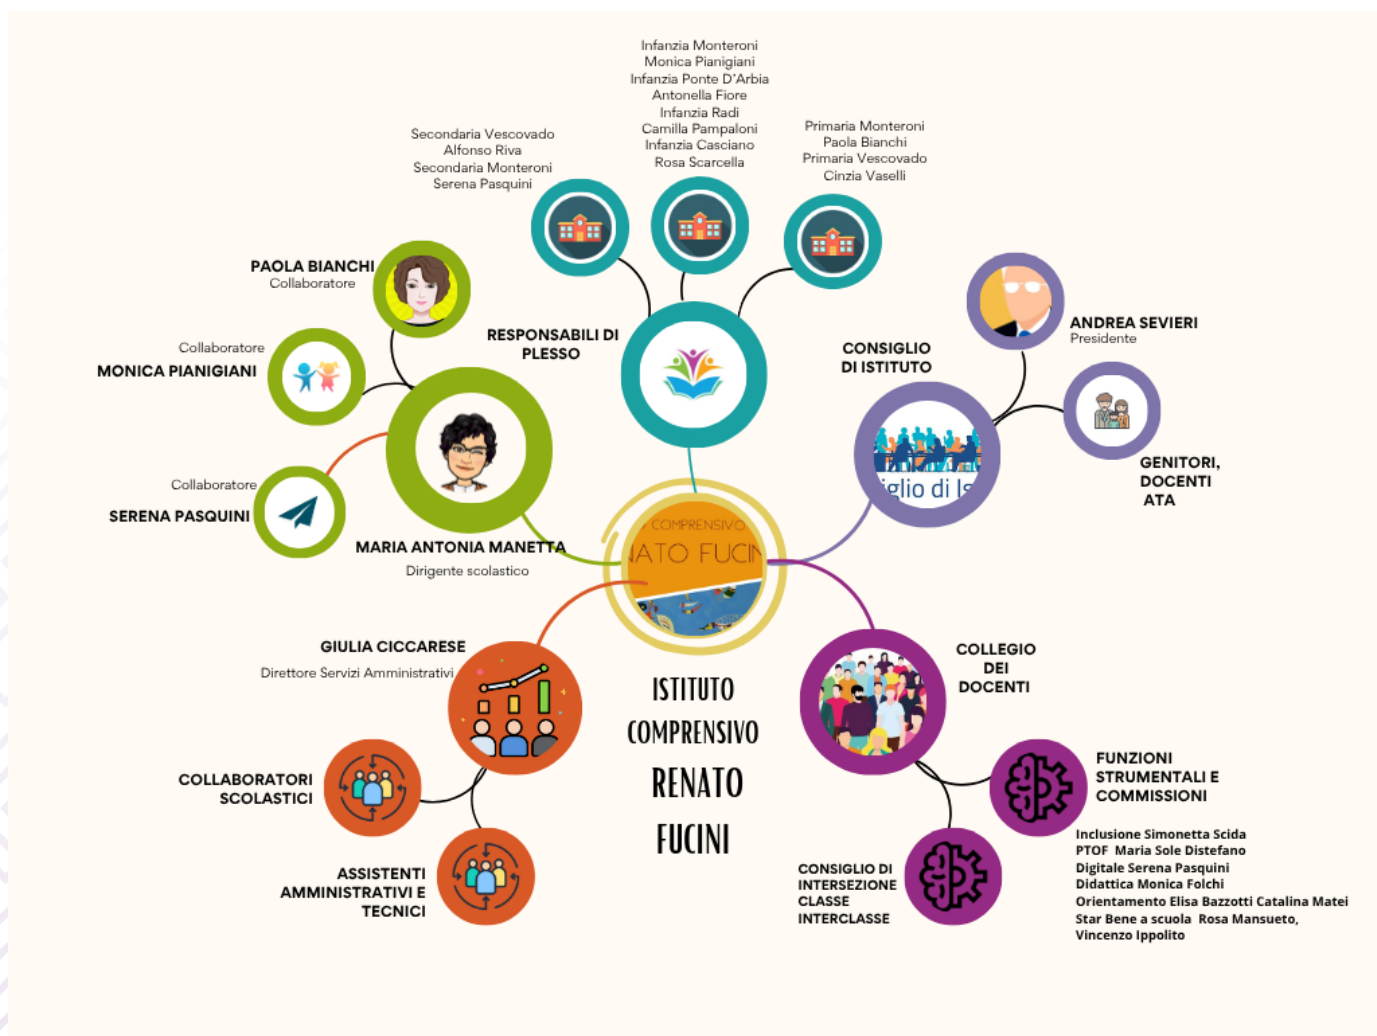 Infanzia Monteroni
Monica Pianigiani
Infanzia Ponte D'Arbia
Antonella Fiore
Infanzia Radi
Camilla Pampaloni
Infanzia Casciano
Rosa Scarcella
Secondaria Vescovado
Alfonso Riva
Secondaria Monteroni
Serena Pasquini
Primaria Monteroni
Paola Bianchi
Primaria Vescovado
Cinzia Vaselli
PAOLA BIANCHI
Collaboratore
Collaboratore
MONICA PIANIGIANI
Collaboratore
SERENA PASQUINI
RESPONSABILI DI
PLESSO
CONSIGLIO
DI ISTITUTO
iglio di Is
ANDREA SEVIERI
Presidente
GENITORI,
DOCENTI
ATA
MARIA ANTONIA MANETTA
Dirigente scolastico
COMPRENSIVO
NATO FUCIN
ISTITUTO
COMPRENSIVO
RENATO
FUCINI
GIULIA CICCARESE
Direttore Servizi Amministrativi
COLLABORATORI
SCOLASTICI
ASSISTENTI
AMMINISTRATIVI E
TECNICI
COLLEGIO
DEI
DOCENTI
FUNZIONI
STRUMENTALI E
COMMISSIONI
Inclusione Simonetta Scida
PTOF Maria Sole Distefano
Digitale Serena Pasquini
Didattica Monica Folchi
Orientamento Elisa Bazzotti Catalina Matei
Star Bene a scuola Rosa Mansueto,
Vincenzo Ippolito
CONSIGLIO DI
INTERSEZIONE
CLASSE
INTERCLASSE